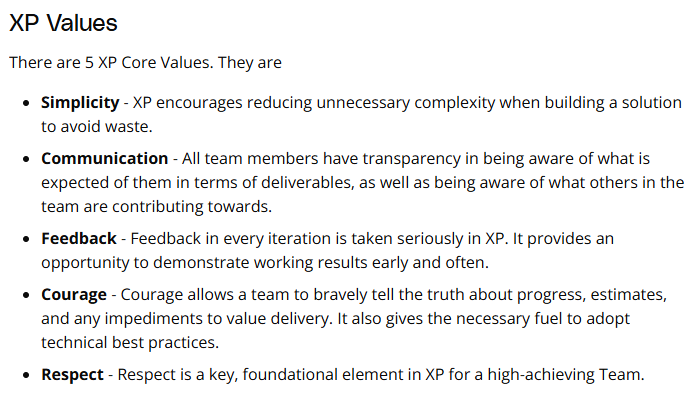 XP Values
There are 5 XP Core Values. They are
• Simplicity - XP encourages reducing unnecessary complexity when building a solution
to avoid waste.
• Communication - All team members have transparency in being aware of what is
expected of them in terms of deliverables, as well as being aware of what others in the
team are contributing towards.
• Feedback - Feedback in every iteration is taken seriously in XP. It provides an
opportunity to demonstrate working results early and often.
• Courage - Courage allows a team to bravely tell the truth about progress, estimates,
and any impediments to value delivery. It also gives the necessary fuel to adopt
technical best practices.
• Respect - Respect is a key, foundational element in XP for a high-achieving Team.